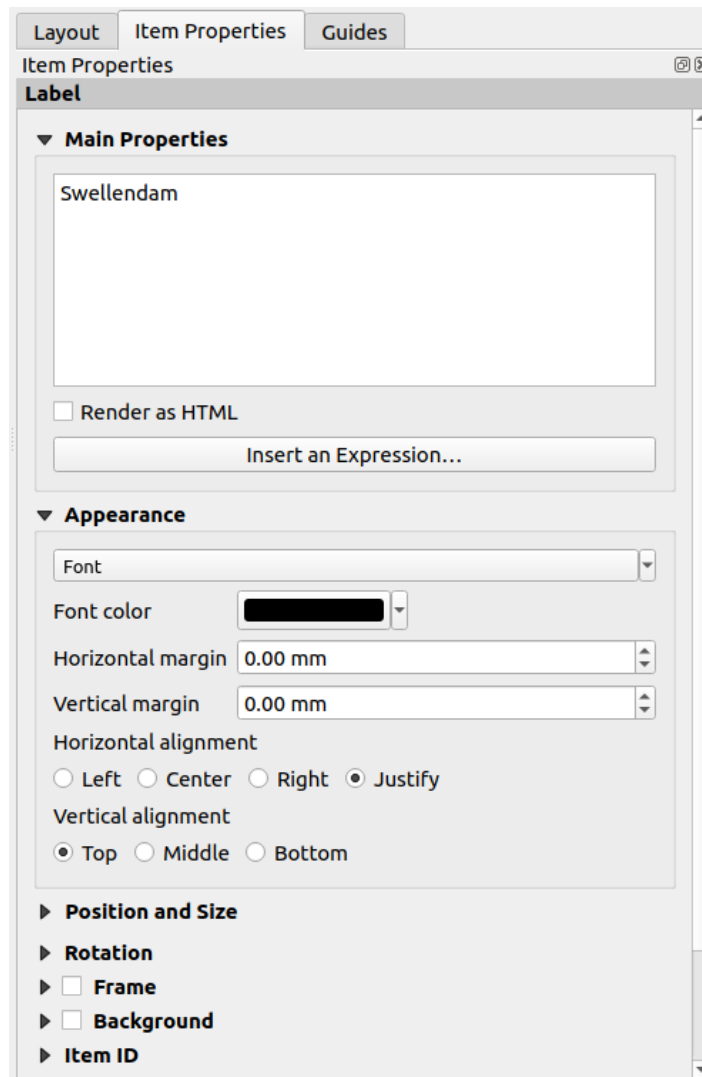 Layout Item Properties Guides
Item Properties
Label
Main Properties
Swellendam
Render as HTML
Insert an Expression...
Appearance
Font
Font color
Horizontal margin 0.00 mm
Vertical margin 0.00 mm
Horizontal alignment
Left Center Right Justify
Vertical alignment
Top Middle Bottom
Position and Size
Rotation
Frame
Background
Item ID